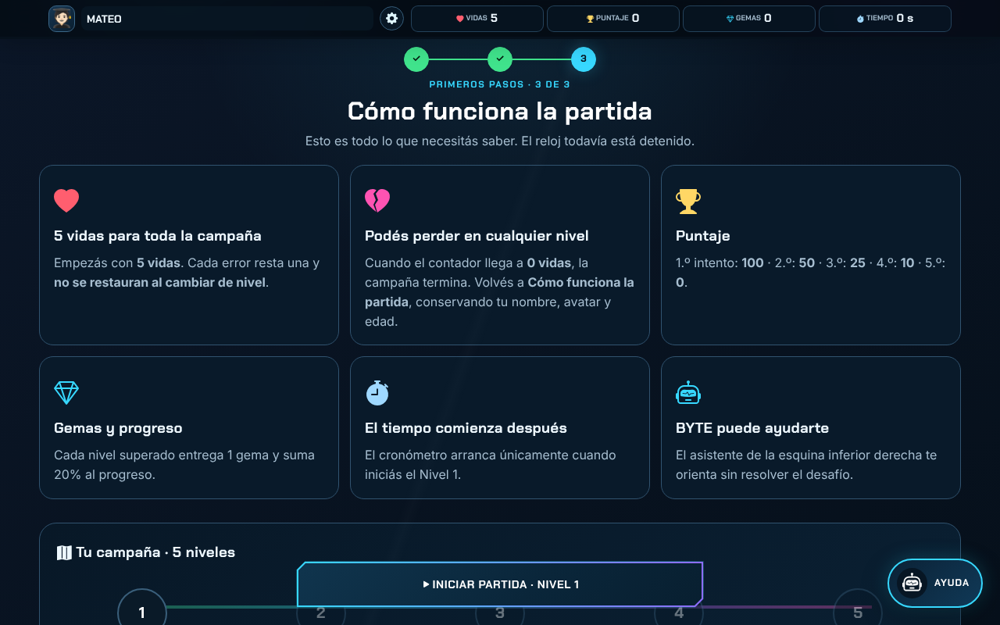 MATEO
VIDAS 5
PUNTAJE 0
GEMAS 0
TIEMPO 0 s
3
PRIMEROS PASOS · 3 DE 3
Cómo funciona la partida
Esto es todo lo que necesitás saber. El reloj todavía está detenido.
5 vidas para toda la campaña
Empezás con 5 vidas. Cada error resta una y
no se restauran al cambiar de nivel.
Podés perder en cualquier nivel
Cuando el contador llega a 0 vidas, la
campaña termina. Volvés a Cómo funciona la
partida, conservando tu nombre, avatar y
edad.
Puntaje
1.º intento: 100 · 2.º: 50 · 3.º: 25 · 4.º: 10 · 5.º:
0.
Gemas y progreso
Cada nivel superado entrega 1 gema y suma
20% al progreso.
El tiempo comienza después
El cronómetro arranca únicamente cuando
iniciás el Nivel 1.
BYTE puede ayudarte
El asistente de la esquina inferior derecha te
orienta sin resolver el desafío.
Tu campaña · 5 niveles
INICIAR PARTIDA · NIVEL 1
AYUDA
1
2
3
4
5